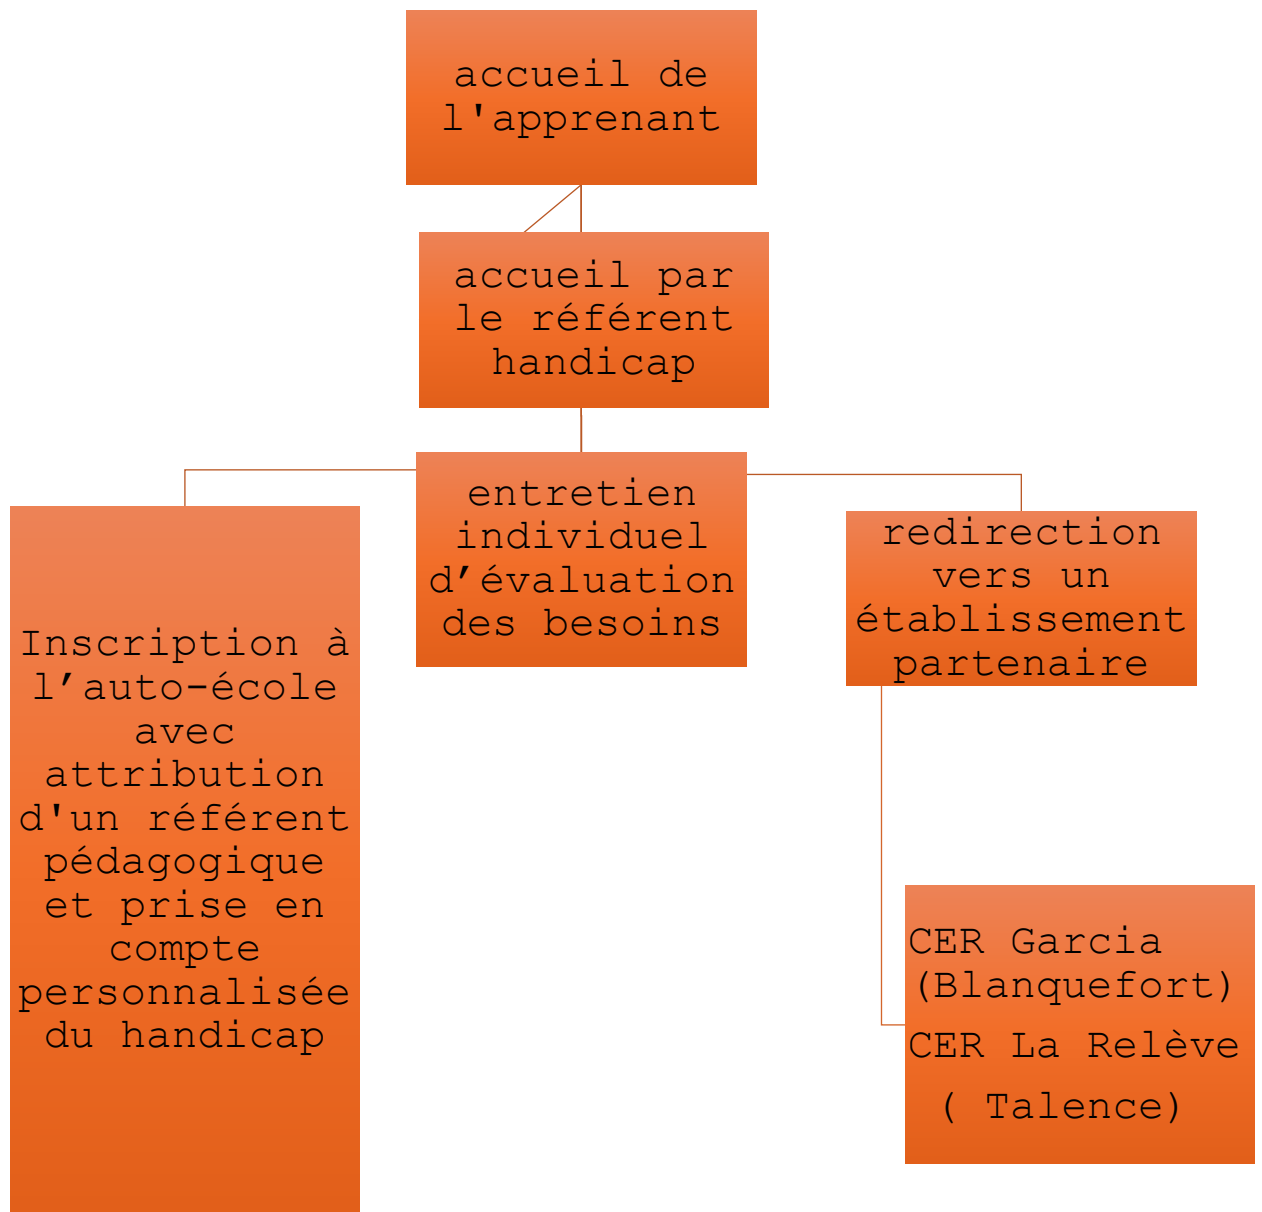 accueil de
l'apprenant
accueil par
le référent
handicap
entretien
individuel
d’évaluation
des besoins
Inscription à
l’auto-école
avec
attribution
d'un référent
pédagogique
et prise en
compte
personnalisée
du handicap
redirection
vers un
établissement
partenaire
CER Garcia
(Blanquefort)
CER La Relève
( Talence)